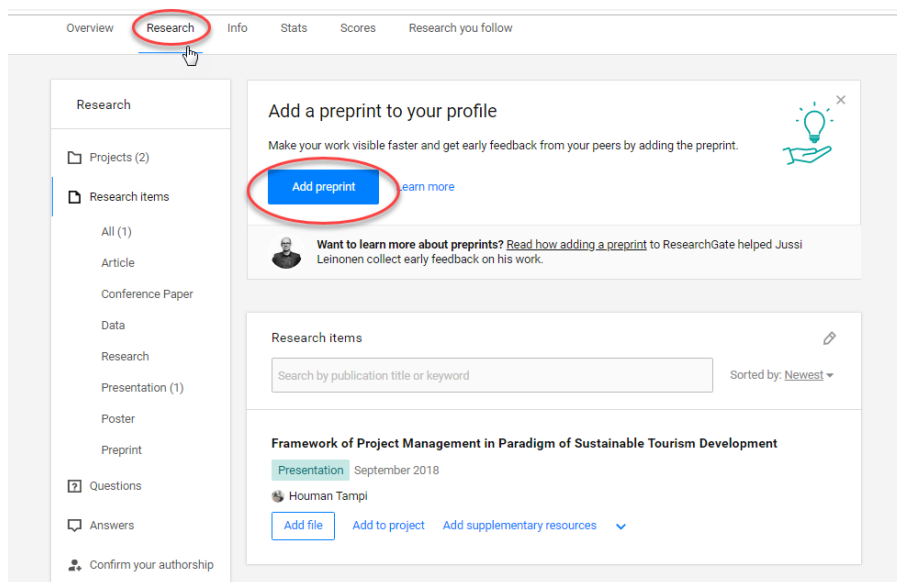 Overview Research Info Stats Scores Research you follow
Research
Projects (2)
Research items
All (1)
Article
Conference Paper
Data
Research
Presentation (1)
Poster
Preprint
Questions
Answers
Confirm your authorship
Add a preprint to your profile
Make your work visible faster and get early feedback from your peers by adding the preprint.
Add preprint Learn more
Want to learn more about preprints? Read how adding a preprint to ResearchGate helped Jussi
Leinonen collect early feedback on his work.
Research items
Search by publication title or keyword Sorted by: Newest
Framework of Project Management in Paradigm of Sustainable Tourism Development
Presentation September 2018
Houman Tampi
Add file Add to project Add supplementary resources